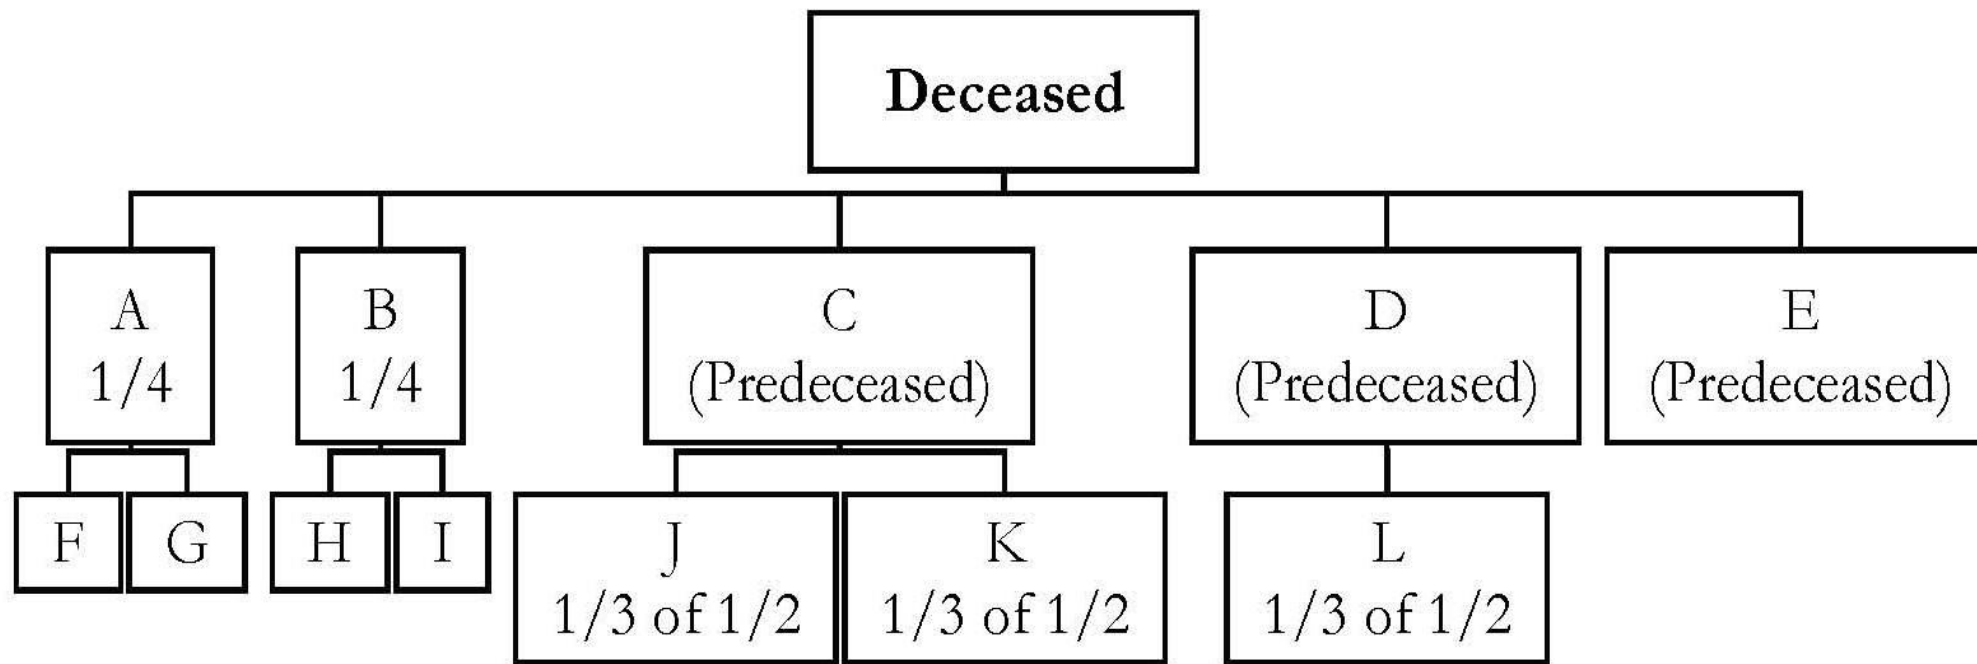 Deceased
A
1/4
B
1/4
C
(Predeceased)
D
(Predeceased)
E
(Predeceased)
F
G
H
I
J
1/3 of 1/2
K
1/3 of 1/2
L
1/3 of 1/2